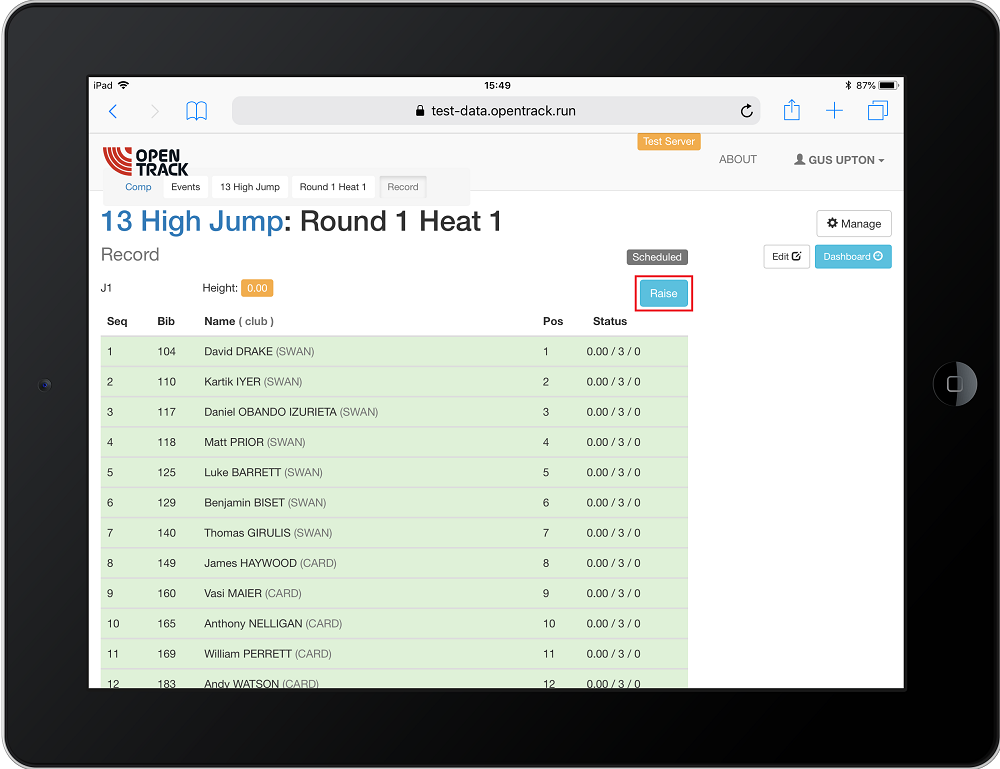 iPad 15:49 87%
test-data.opentrack.run
Test Server
OPEN
TRACK
ABOUT GUS UPTON
Comp Events 13 High Jump Round 1 Heat 1 Record
13 High Jump: Round 1 Heat 1
Manage
Record
Scheduled Edit Dashboard
J1 Height: 0.00 Raise
Seq Bib Name ( club ) Pos Status
1 104 David DRAKE (SWAN) 1 0.00 / 3 / 0
2 110 Kartik IYER (SWAN) 2 0.00 / 3 / 0
3 117 Daniel OBANDO IZURIETA (SWAN) 3 0.00 / 3 / 0
4 118 Matt PRIOR (SWAN) 4 0.00 / 3 / 0
5 125 Luke BARRETT (SWAN) 5 0.00 / 3 / 0
6 129 Benjamin BISET (SWAN) 6 0.00 / 3 / 0
7 140 Thomas GIRULIS (SWAN) 7 0.00 / 3 / 0
8 149 James HAYWOOD (CARD) 8 0.00 / 3 / 0
9 160 Vasi MAIER (CARD) 9 0.00 / 3 / 0
10 165 Anthony NELLIGAN (CARD) 10 0.00 / 3 / 0
11 169 William PERRETT (CARD) 11 0.00 / 3 / 0
12 183 Andy WATSON (CARD) 12 0.00 / 3 / 0